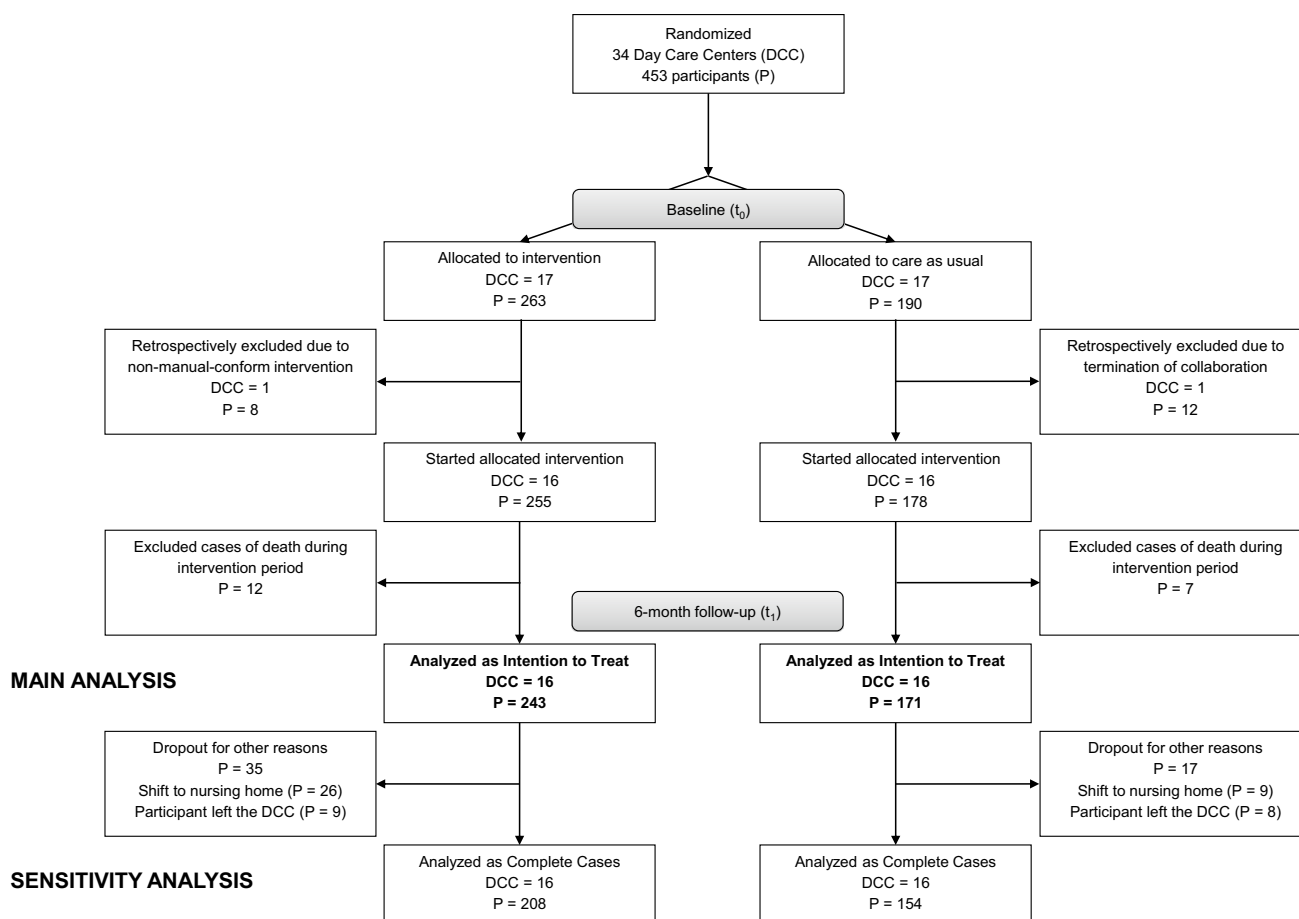 Randomized
34 Day Care Centers (DCC)
453 participants (P)
Baseline (t0)
Allocated to intervention
DCC = 17
P = 263
Allocated to care as usual
DCC = 17
P = 190
Retrospectively excluded due to
non-manual-conform intervention
DCC = 1
P = 8
Retrospectively excluded due to
termination of collaboration
DCC = 1
P = 12
Started allocated intervention
DCC = 16
P = 255
Started allocated intervention
DCC = 16
P = 178
Excluded cases of death during
intervention period
P = 12
Excluded cases of death during
intervention period
P = 7
6-month follow-up (t1)
MAIN ANALYSIS
Analyzed as Intention to Treat
DCC = 16
P = 243
Analyzed as Intention to Treat
DCC = 16
P = 171
Dropout for other reasons
P = 35
Shift to nursing home (P = 26)
Participant left the DCC (P = 9)
Dropout for other reasons
P = 17
Shift to nursing home (P = 9)
Participant left the DCC (P = 8)
SENSITIVITY ANALYSIS
Analyzed as Complete Cases
DCC = 16
P = 208
Analyzed as Complete Cases
DCC = 16
P = 154